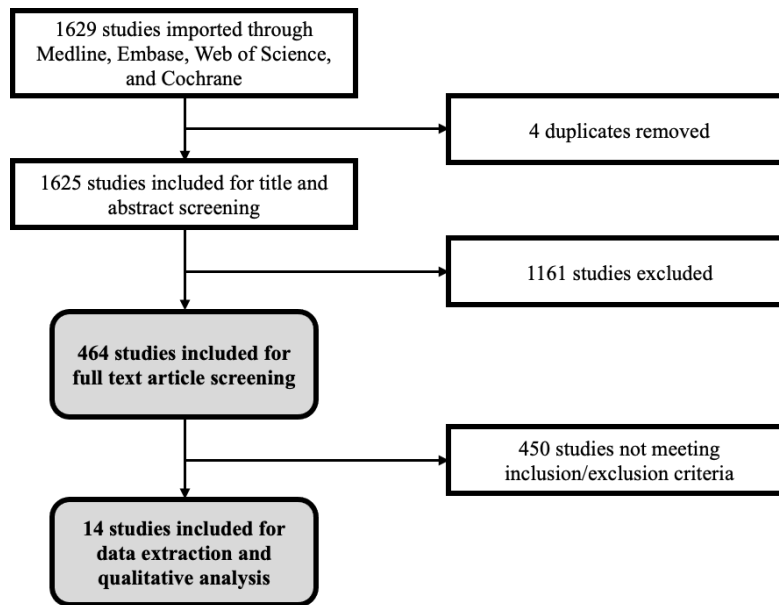 1629 studies imported through
Medline, Embase, Web of Science,
and Cochrane
4 duplicates removed
1625 studies included for title and
abstract screening
1161 studies excluded
464 studies included for
full text article screening
450 studies not meeting
inclusion/exclusion criteria
14 studies included for
data extraction and
qualitative analysis